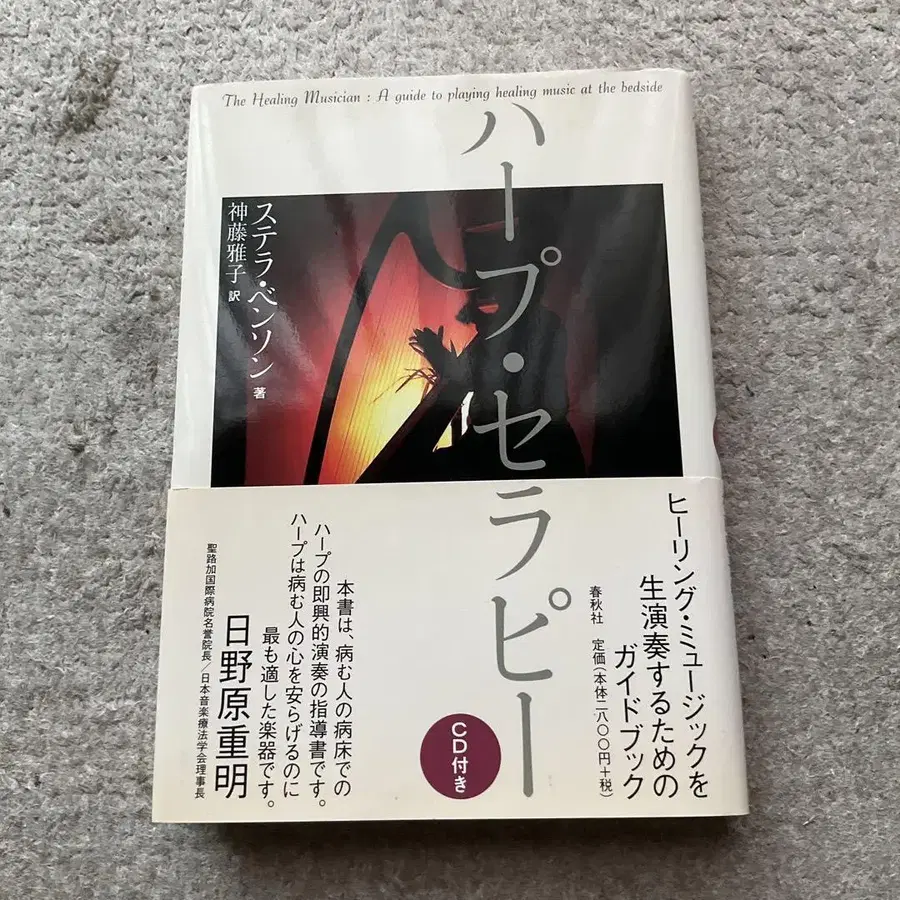 The Healing Musician : A guide to playing healing music at the bedside
ハープ・セラピー
ステラ・ベンソン 著
神藤雅子 訳
ヒーリング・ミュージックを
生演奏するための
ガイドブック
春秋社 定価(本体二八〇〇円+税)
CD付き
本書は、病む人の病床での
ハープの即興的演奏の指導書です。
ハープは病む人の心を安らげるのに
最も適した楽器です。
日野原重明
聖路加国際病院名誉院長/日本音楽療法学会理事長